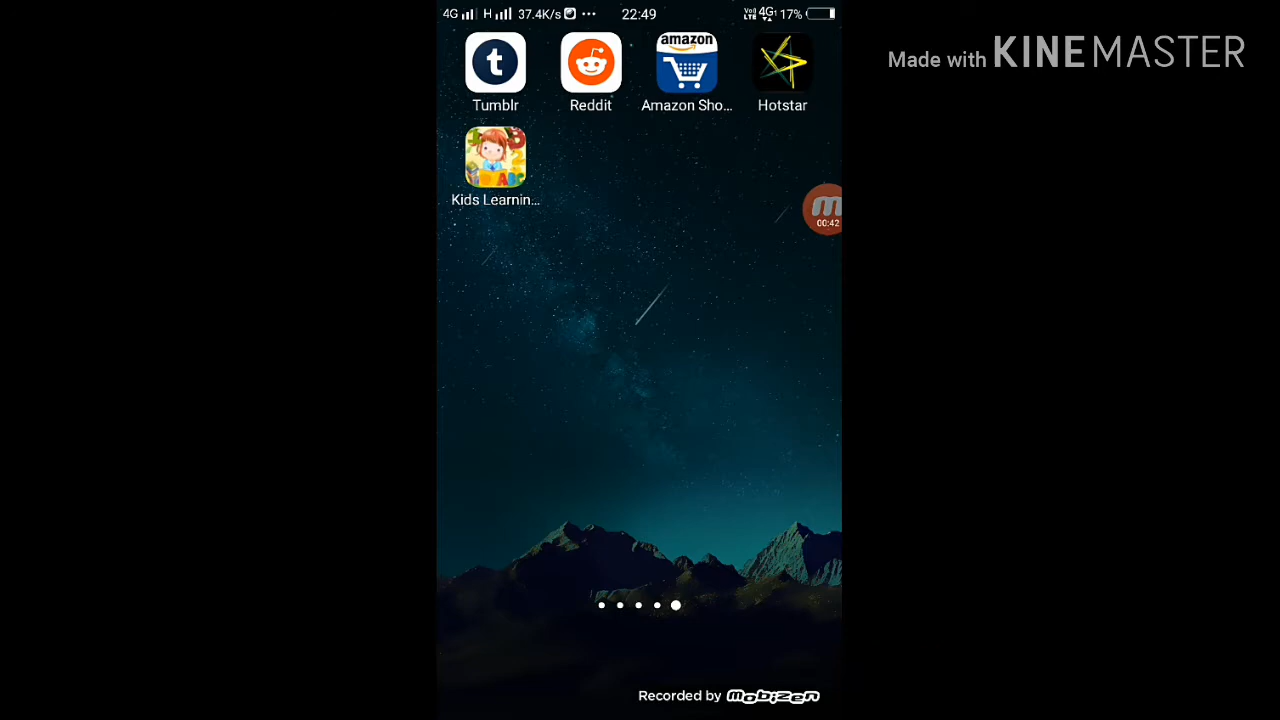 4G H 37.4K/s ... 22:49 VoLTE 4G 17%
Made with KINEMASTER
amazon
Tumblr Reddit Amazon Sho... Hotstar
Kids Learnin...
00:42
Recorded by mobizen